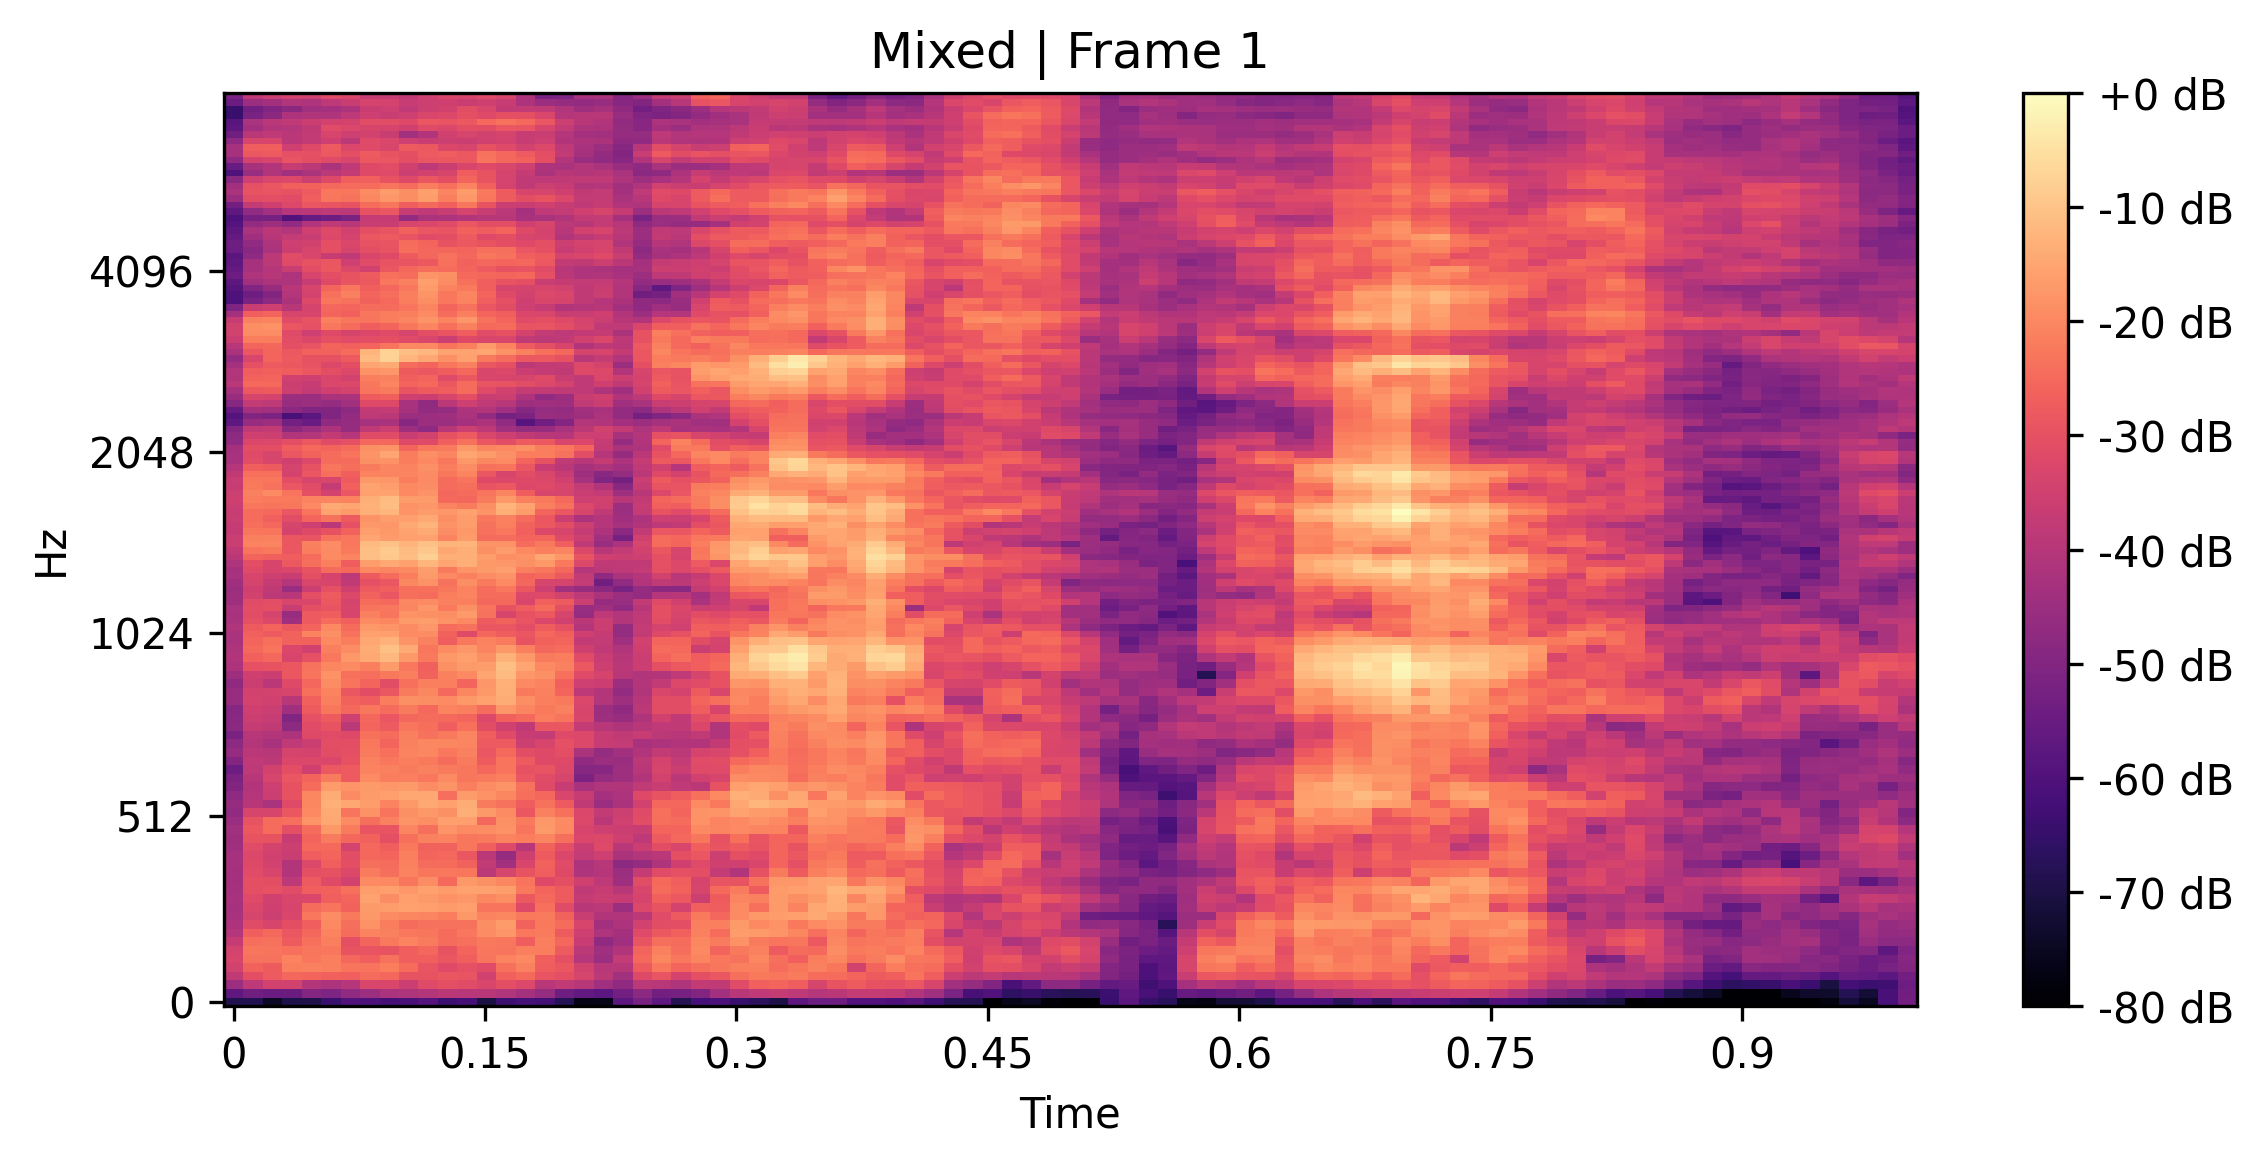 Mixed | Frame 1
Hz
4096
2048
1024
512
0
0 0.15 0.3 0.45 0.6 0.75 0.9
Time
+0 dB
-10 dB
-20 dB
-30 dB
-40 dB
-50 dB
-60 dB
-70 dB
-80 dB